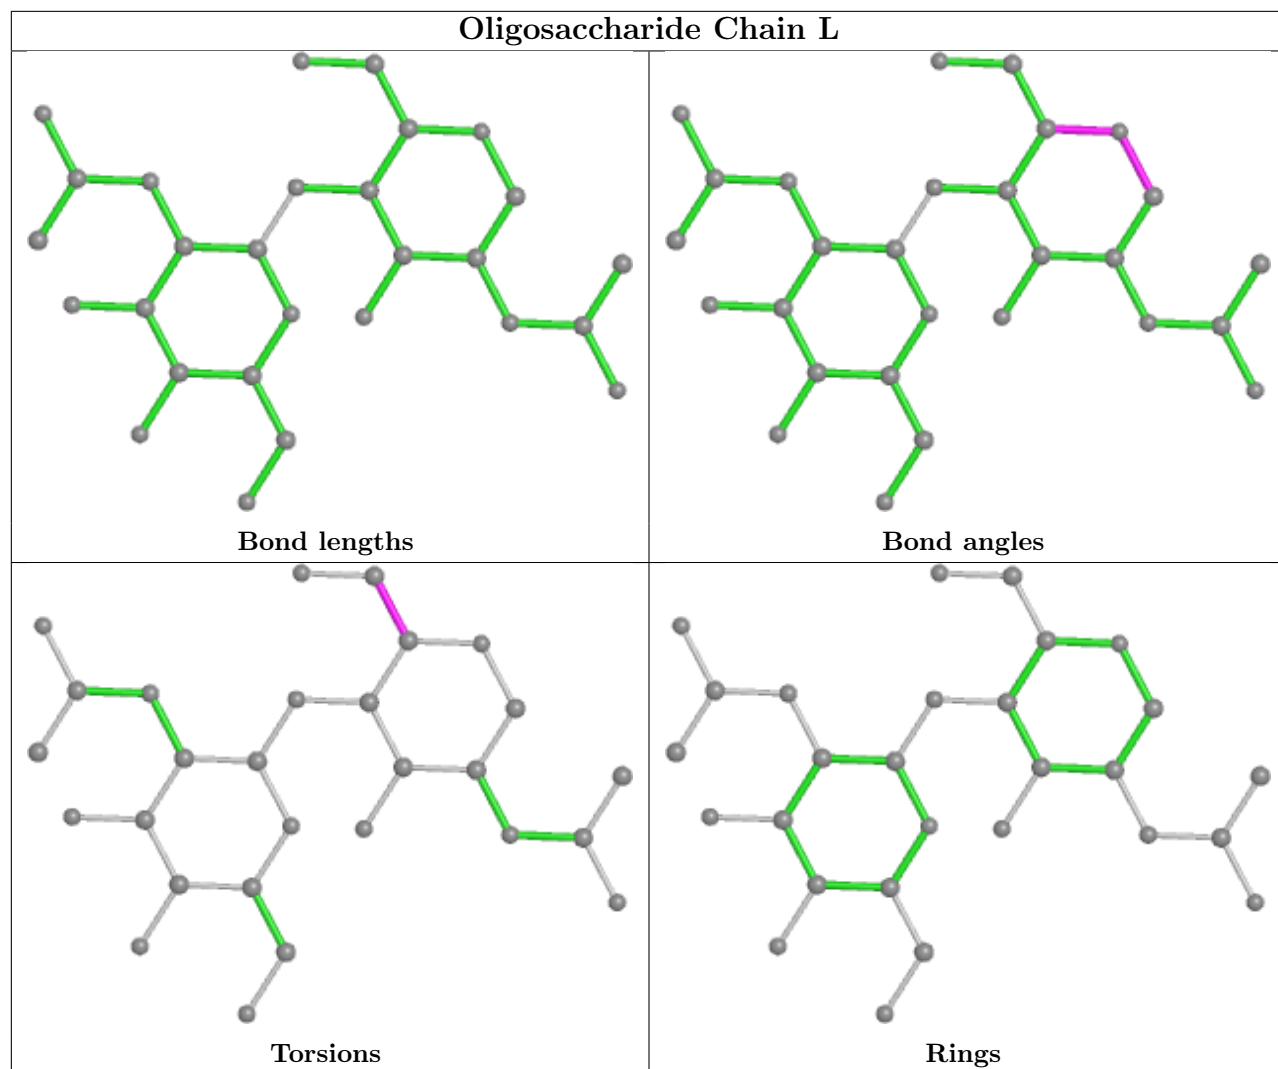 Oligosaccharide Chain L
Bond lengths
Bond angles
Torsions
Rings